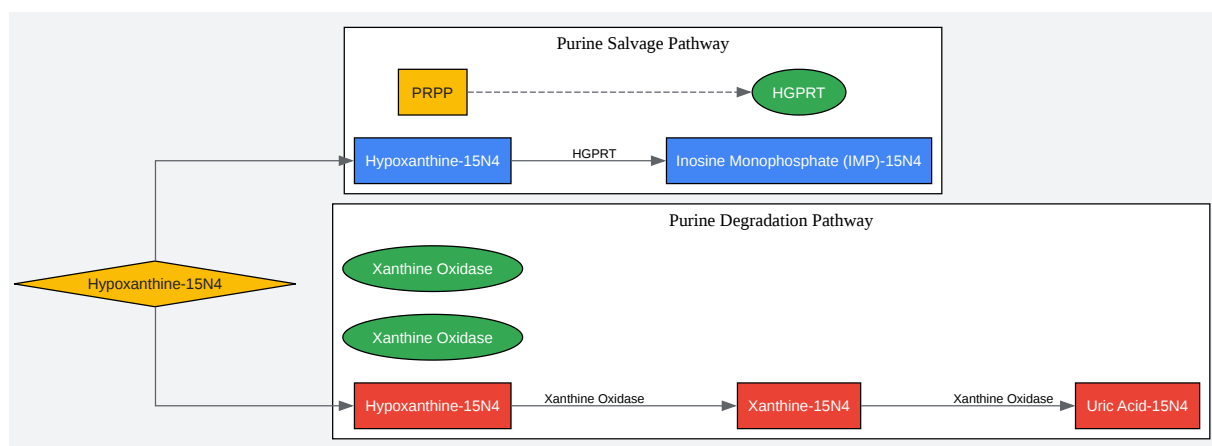 Purine Salvage Pathway
PRPP
HGPRT
Hypoxanthine-15N4
HGPRT
Inosine Monophosphate (IMP)-15N4
Purine Degradation Pathway
Xanthine Oxidase
Hypoxanthine-15N4
Xanthine Oxidase
Hypoxanthine-15N4
Xanthine Oxidase
Xanthine-15N4
Xanthine Oxidase
Uric Acid-15N4